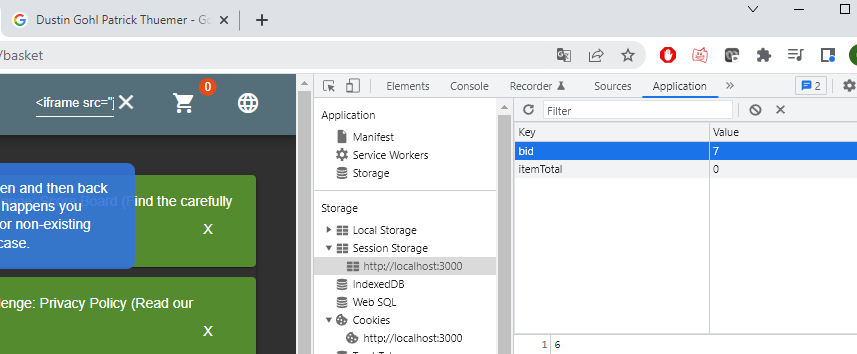 Dustin Gohl Patrick Thuemer - Go
/basket
Elements
Console
Recorder
Sources
Application
2
<iframe src="j
0
Application
Manifest
Service Workers
Storage
Storage
Local Storage
Session Storage
http://localhost:3000
IndexedDB
Web SQL
Cookies
http://localhost:3000
Filter
Key Value
bid 7
itemTotal 0
1 6
en and then back
happens you
or non-existing
case.
Board (Find the carefully
X
enge: Privacy Policy (Read our
X